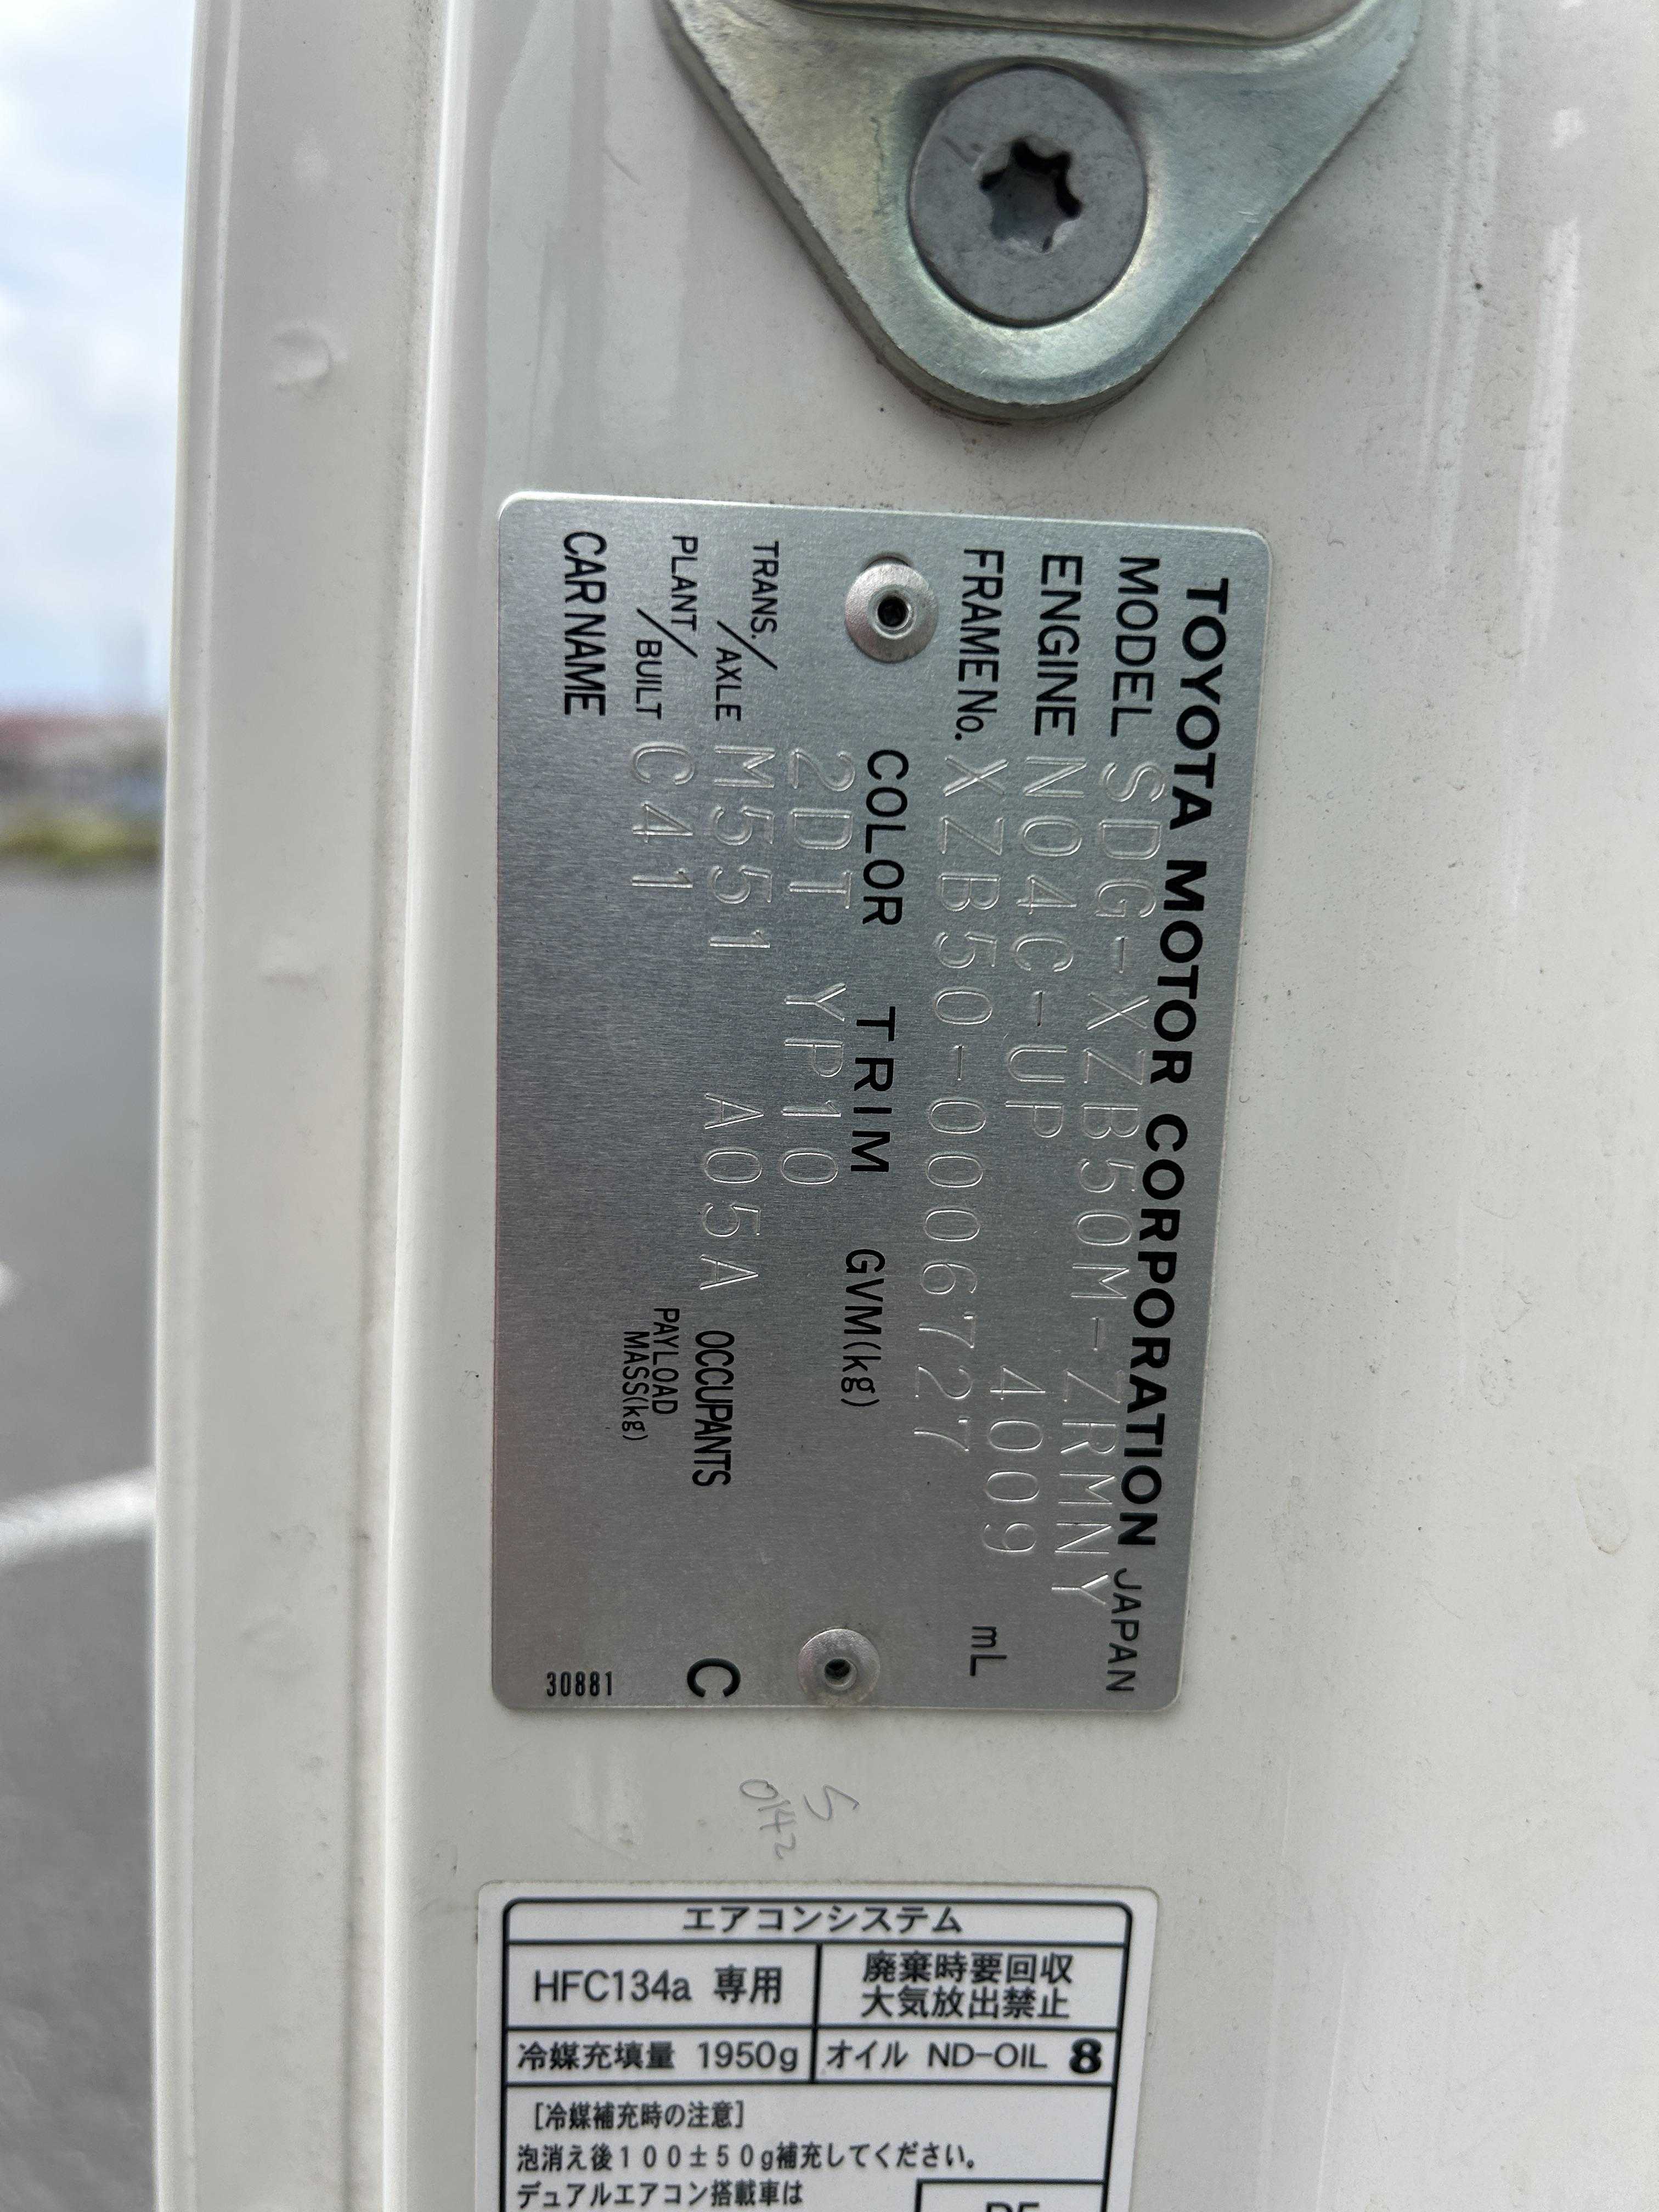 TOYOTA MOTOR CORPORATION JAPAN
MODEL SDG-XZB50M-ZRMNY
ENGINE N04C-UP 4009 mL
FRAME No. XZB50-0006727
COLOR TRIM GVM(kg)
2DT YP10
TRANS./AXLE M551 A05A OCCUPANTS C
PLANT/BUILT C41 PAYLOAD MASS(kg)
CAR NAME
30881
S
0142
エアコンシステム
HFC134a 専用 廃棄時要回収
大気放出禁止
冷媒充填量 1950g オイル ND-OIL 8
[冷媒補充時の注意]
泡消え後100±50g補充してください。
デュアルエアコン搭載車は